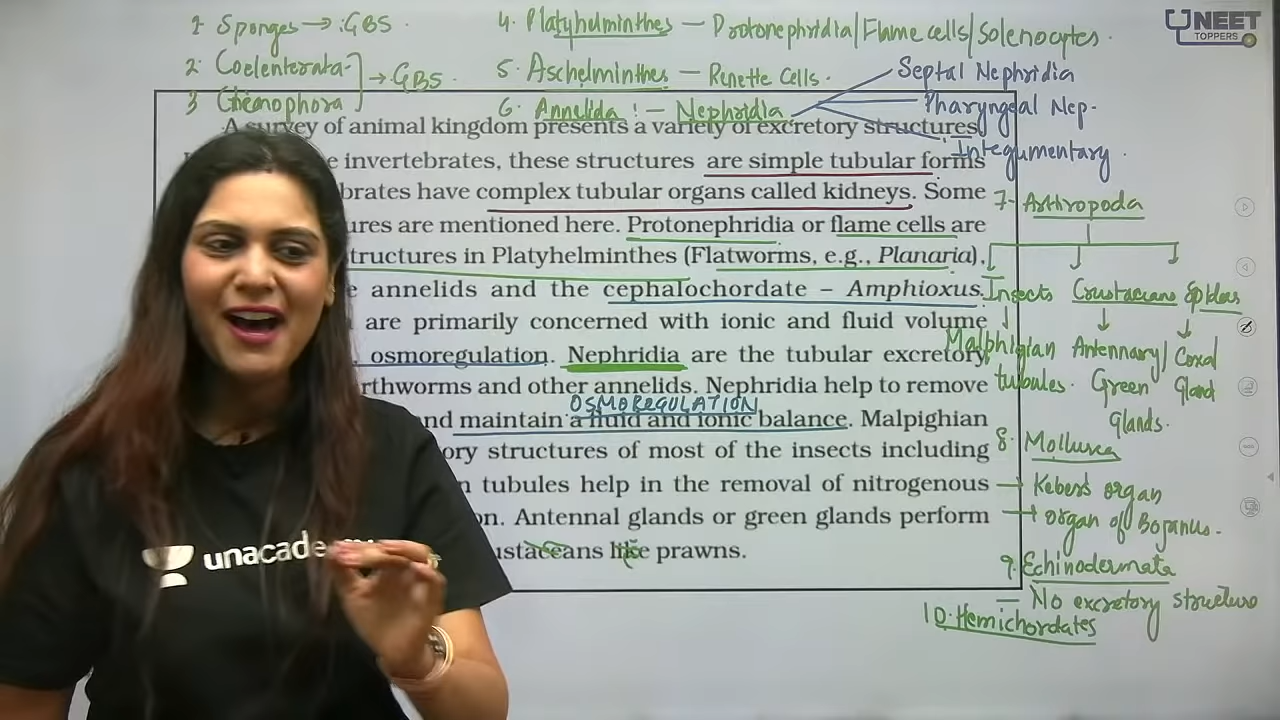 1· Sponges → GBS.
2· Coelenterata
3 Ctenophora
→ GBS.
4. Platyhelminthes — Protonephridia/Flame cells/Solenocytes.
5. Aschelminthes — Renette Cells.
6. Annelida :- Nephridia
Septal Nephridia
Pharyngeal Nep-
Integumentary.
UNEET
TOPPERS
A survey of animal kingdom presents a variety of excretory structures.
e invertebrates, these structures are simple tubular forms
brates have complex tubular organs called kidneys. Some
ures are mentioned here. Protonephridia or flame cells are
tructures in Platyhelminthes (Flatworms, e.g., Planaria),
e annelids and the cephalochordate – Amphioxus.
are primarily concerned with ionic and fluid volume
osmoregulation. Nephridia are the tubular excretory
rthworms and other annelids. Nephridia help to remove
OSMOREGULATION
nd maintain a fluid and ionic balance. Malpighian
ory structures of most of the insects including
n tubules help in the removal of nitrogenous
on. Antennal glands or green glands perform
ustaceans like prawns.
7- Arthropoda
Insects Crustaceans Spiders
Malphigian tubules.
Antennary/ Green Glands.
Coxal Gland
8· Mollusca
→ Keber's organ
→ organ of Bojanus.
9. Echinodermata
— No excretory structure
10·Hemichordates
unacade